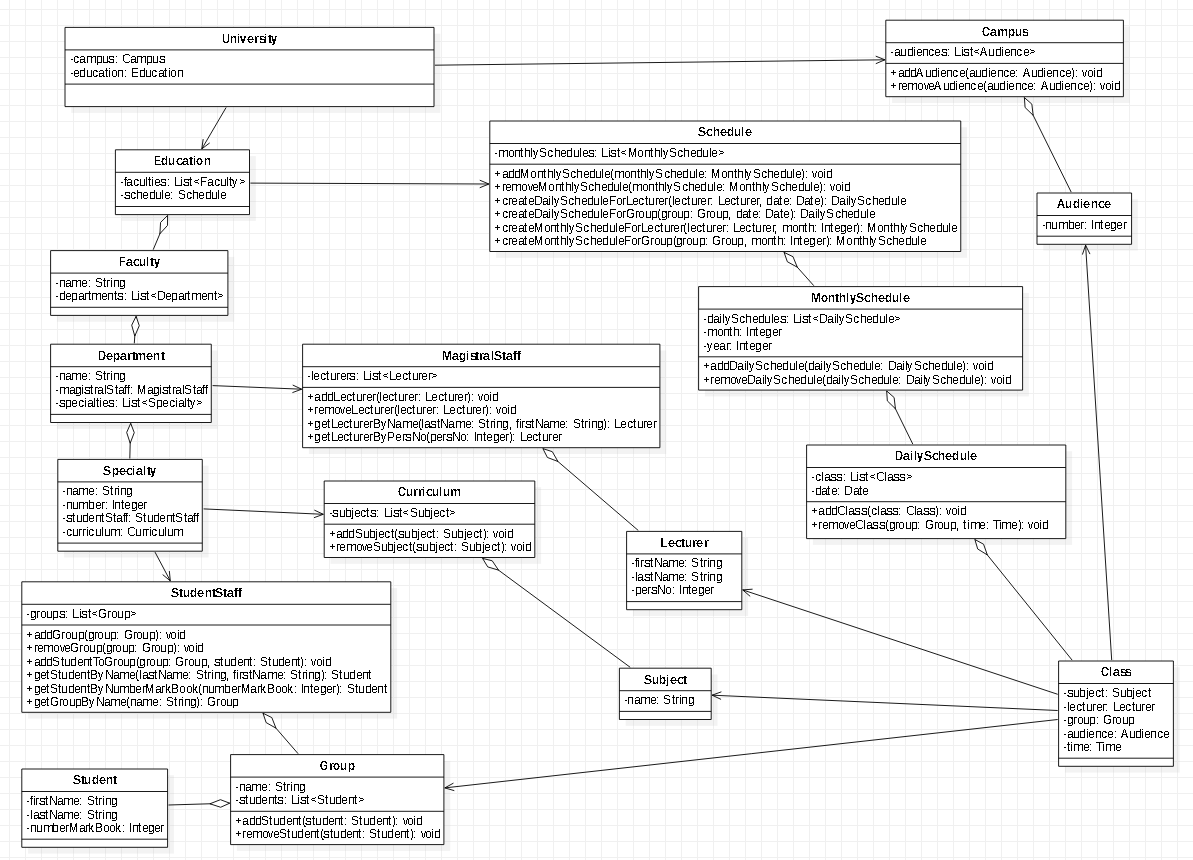 University
-campus: Campus
-education: Education
Campus
-audiences: List<Audience>
+addAudience(audience: Audience): void
+removeAudience(audience: Audience): void
Schedule
-monthlySchedules: List<MonthlySchedule>
+addMonthlySchedule(monthlySchedule: MonthlySchedule): void
+removeMonthlySchedule(monthlySchedule: MonthlySchedule): void
+createDailyScheduleForLecturer(lecturer: Lecturer, date: Date): DailySchedule
+createDailyScheduleForGroup(group: Group, date: Date): DailySchedule
+createMonthlyScheduleForLecturer(lecturer: Lecturer, month: Integer): MonthlySchedule
+createMonthlyScheduleForGroup(group: Group, month: Integer): MonthlySchedule
Education
-faculties: List<Faculty>
-schedule: Schedule
Audience
-number: Integer
Faculty
-name: String
-departments: List<Department>
MonthlySchedule
-dailySchedules: List<DailySchedule>
-month: Integer
-year: Integer
+addDailySchedule(dailySchedule: DailySchedule): void
+removeDailySchedule(dailySchedule: DailySchedule): void
Department
-name: String
-magistralStaff: MagistralStaff
-specialties: List<Specialty>
MagistralStaff
-lecturers: List<Lecturer>
+addLecturer(lecturer: Lecturer): void
+removeLecturer(lecturer: Lecturer): void
+getLecturerByName(lastName: String, firstName: String): Lecturer
+getLecturerByPersNo(persNo: Integer): Lecturer
DailySchedule
-class: List<Class>
-date: Date
+addClass(class: Class): void
+removeClass(group: Group, time: Time): void
Specialty
-name: String
-number: Integer
-studentStaff: StudentStaff
-curriculum: Curriculum
Curriculum
-subjects: List<Subject>
+addSubject(subject: Subject): void
+removeSubject(subject: Subject): void
Lecturer
-firstName: String
-lastName: String
-persNo: Integer
StudentStaff
-groups: List<Group>
+addGroup(group: Group): void
+removeGroup(group: Group): void
+addStudentToGroup(group: Group, student: Student): void
+getStudentByName(lastName: String, firstName: String): Student
+getStudentByNumberMarkBook(numberMarkBook: Integer): Student
+getGroupByName(name: String): Group
Subject
-name: String
Class
-subject: Subject
-lecturer: Lecturer
-group: Group
-audience: Audience
-time: Time
Group
-name: String
-students: List<Student>
+addStudent(student: Student): void
+removeStudent(student: Student): void
Student
-firstName: String
-lastName: String
-numberMarkBook: Integer